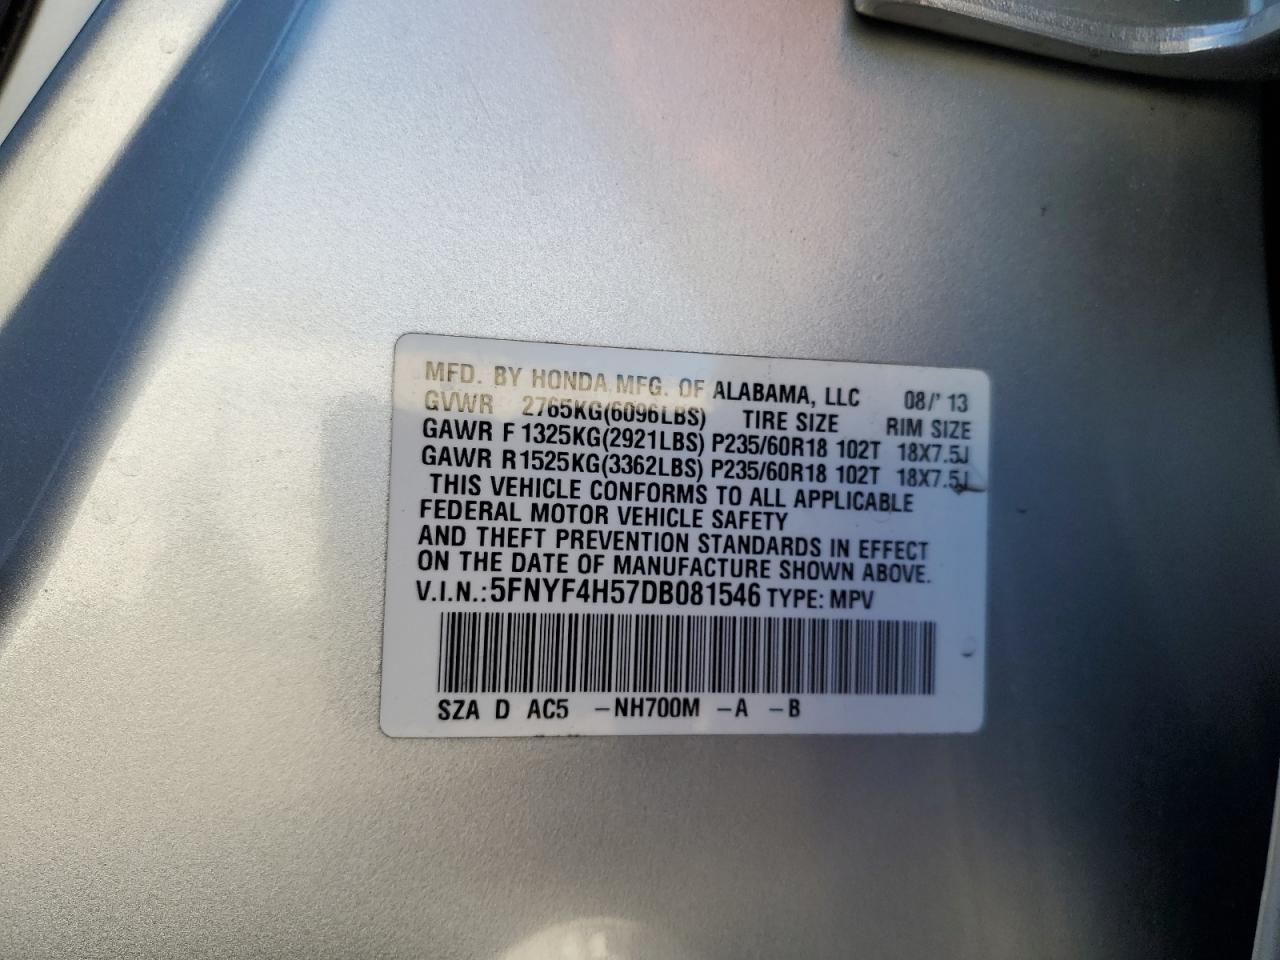 MFD. BY HONDA MFG. OF ALABAMA, LLC 08/' 13
GVWR 2765KG(6096LBS) TIRE SIZE RIM SIZE
GAWR F 1325KG(2921LBS) P235/60R18 102T 18X7.5J
GAWR R1525KG(3362LBS) P235/60R18 102T 18X7.5J
THIS VEHICLE CONFORMS TO ALL APPLICABLE
FEDERAL MOTOR VEHICLE SAFETY
AND THEFT PREVENTION STANDARDS IN EFFECT
ON THE DATE OF MANUFACTURE SHOWN ABOVE.
V.I.N.:5FNYF4H57DB081546 TYPE: MPV
SZA D AC5 -NH700M -A -B